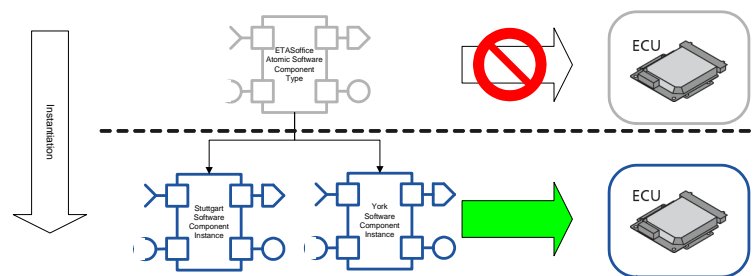 ETASoffice
Atomic Software
Component
Type
ECU
Instantiation
Stuttgart
Software
Component
Instance
York
Software
Component
Instance
ECU